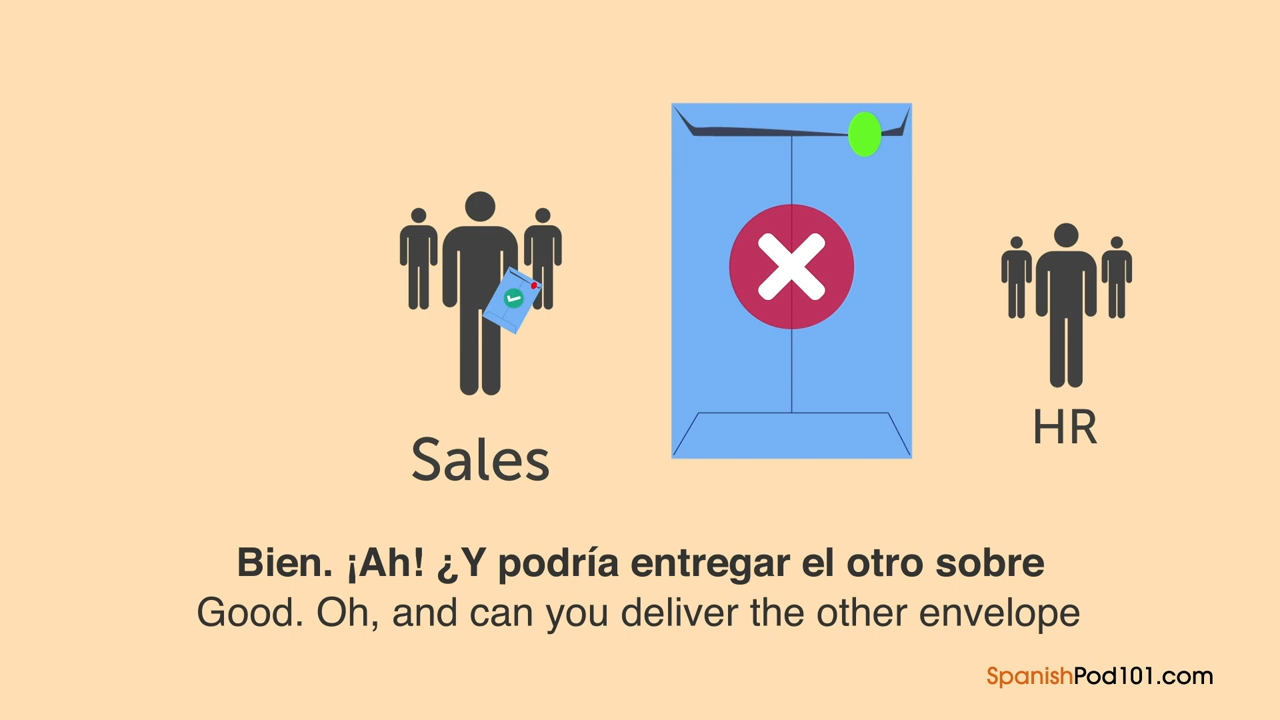 Sales
HR
Bien. ¡Ah! ¿Y podría entregar el otro sobre
Good. Oh, and can you deliver the other envelope
SpanishPod101.com